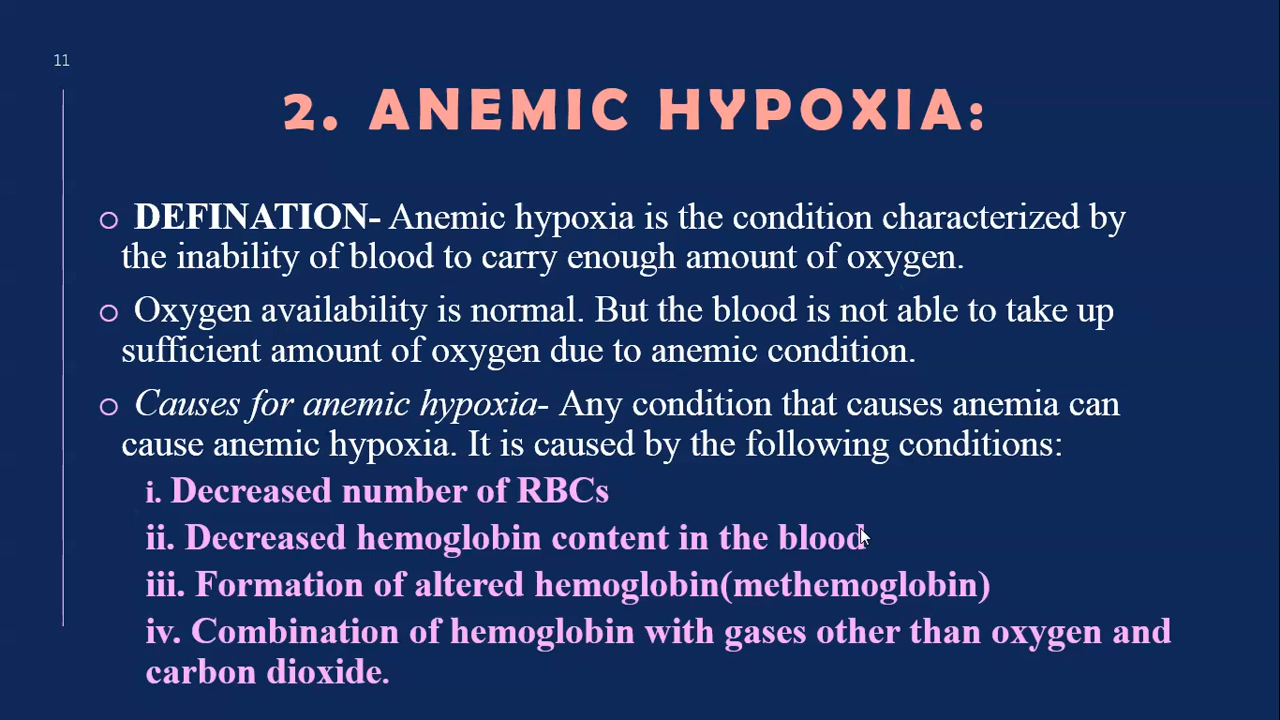 11
2. ANEMIC HYPOXIA:
DEFINATION- Anemic hypoxia is the condition characterized by
the inability of blood to carry enough amount of oxygen.
Oxygen availability is normal. But the blood is not able to take up
sufficient amount of oxygen due to anemic condition.
Causes for anemic hypoxia- Any condition that causes anemia can
cause anemic hypoxia. It is caused by the following conditions:
i. Decreased number of RBCs
ii. Decreased hemoglobin content in the blood
iii. Formation of altered hemoglobin(methemoglobin)
iv. Combination of hemoglobin with gases other than oxygen and
carbon dioxide.